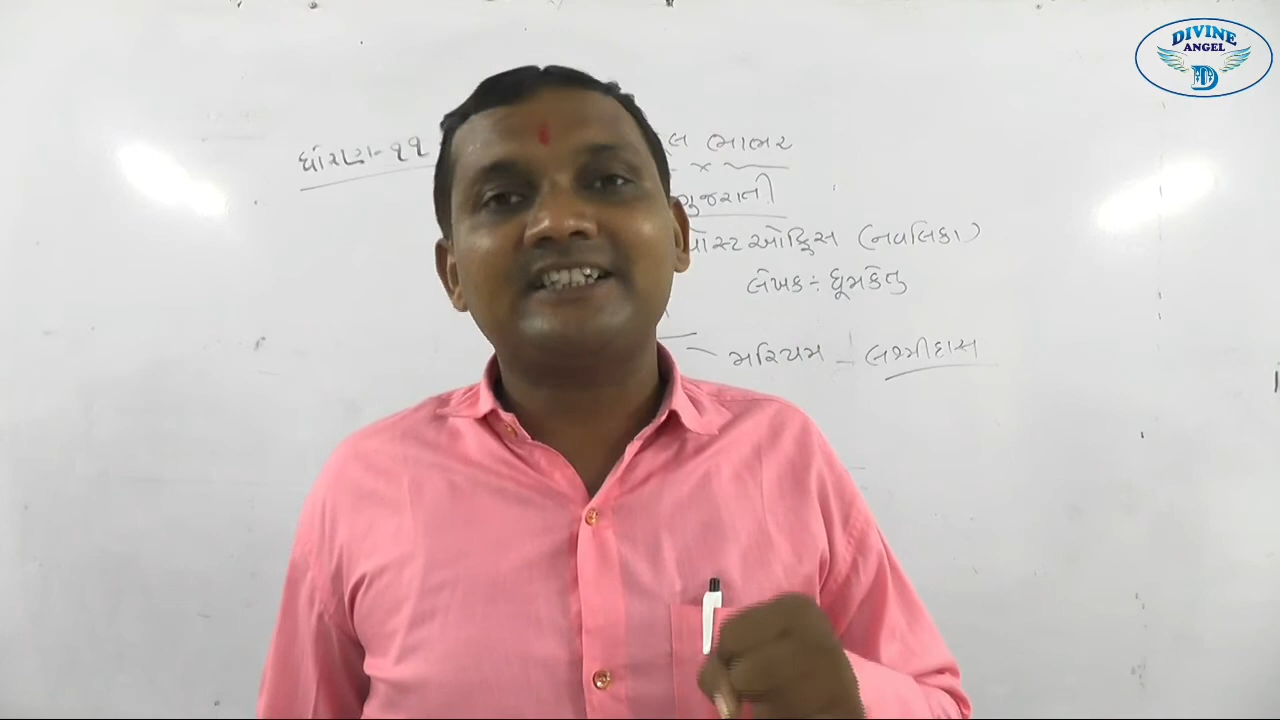 DIVINE
ANGEL
D
ધોરણ-૧૧ લ ભાભર
ગુજરાતી
પોસ્ટઓફિસ (નવલિકા)
લેખક :- ધૂમકેતુ
મરિયમ - લક્ષ્મીદાસ